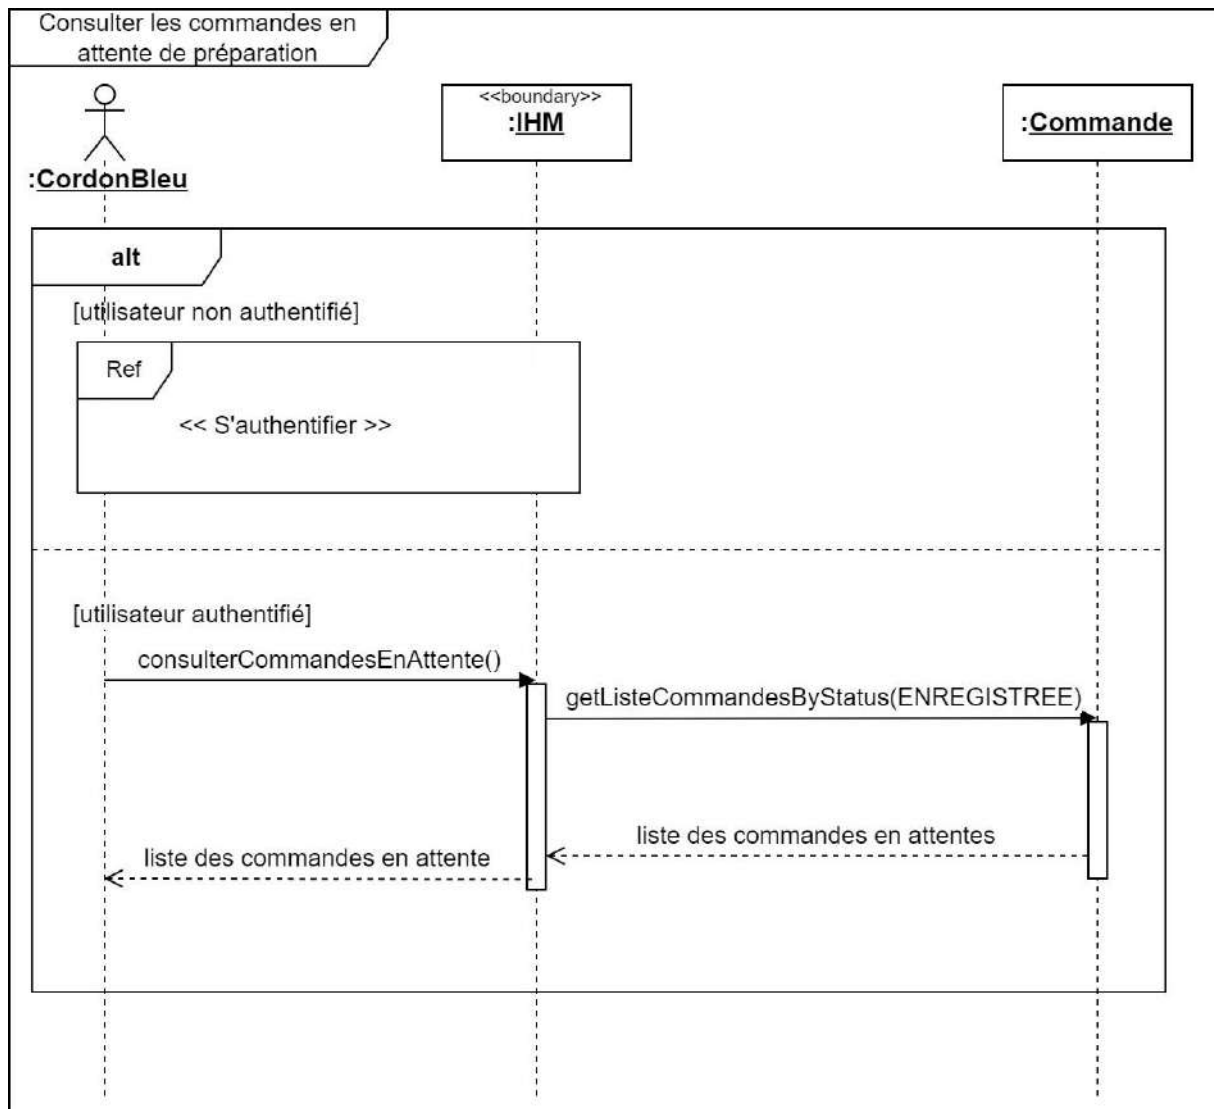 Consulter les commandes en
attente de préparation
<<boundary>>
:IHM
:Commande
:CordonBleu
alt
[utilisateur non authentifié]
Ref
<< S'authentifier >>
[utilisateur authentifié]
consulterCommandesEnAttente()
getListeCommandesByStatus(ENREGISTREE)
liste des commandes en attentes
liste des commandes en attente